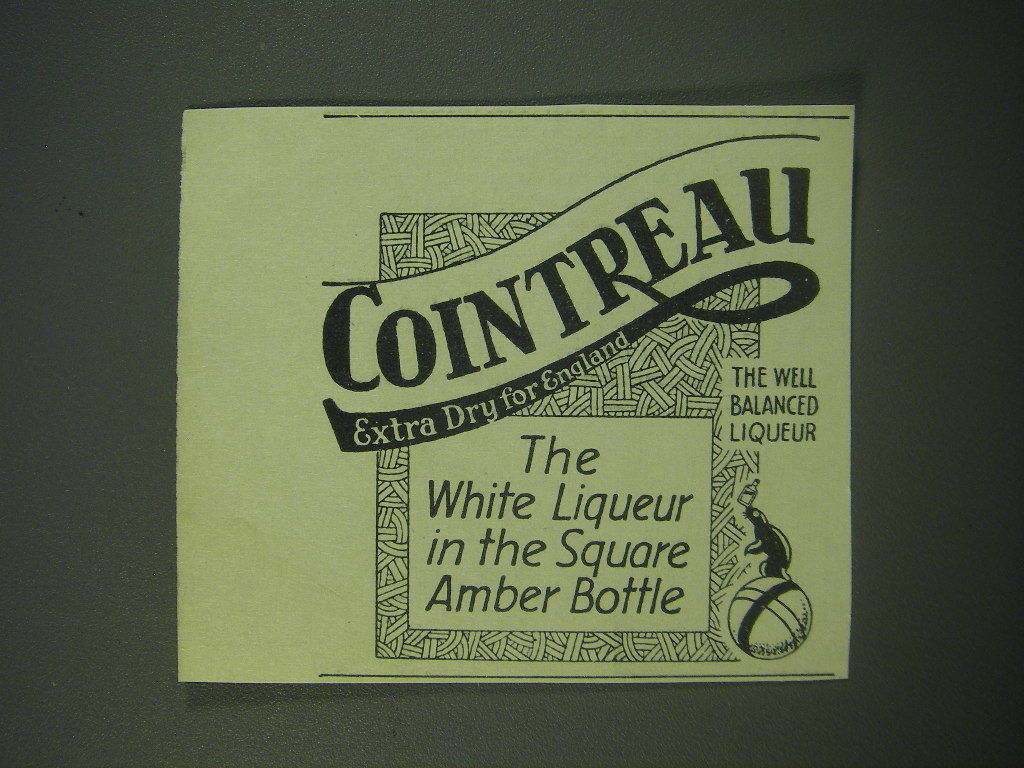 COINTREAU
Extra Dry for England
THE WELL
BALANCED
LIQUEUR
The
White Liqueur
in the Square
Amber Bottle